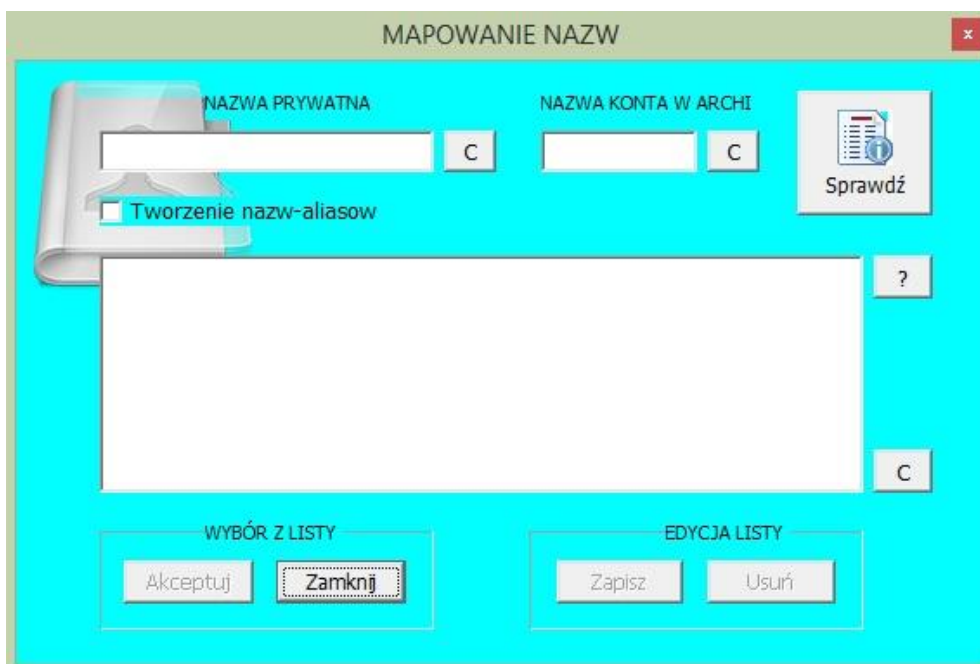 MAPOWANIE NAZW
x
NAZWA PRYWATNA
NAZWA KONTA W ARCHI
C
C
Sprawdź
Tworzenie nazw-aliasow
?
C
WYBÓR Z LISTY
EDYCJA LISTY
Akceptuj
Zamknij
Zapisz
Usuń